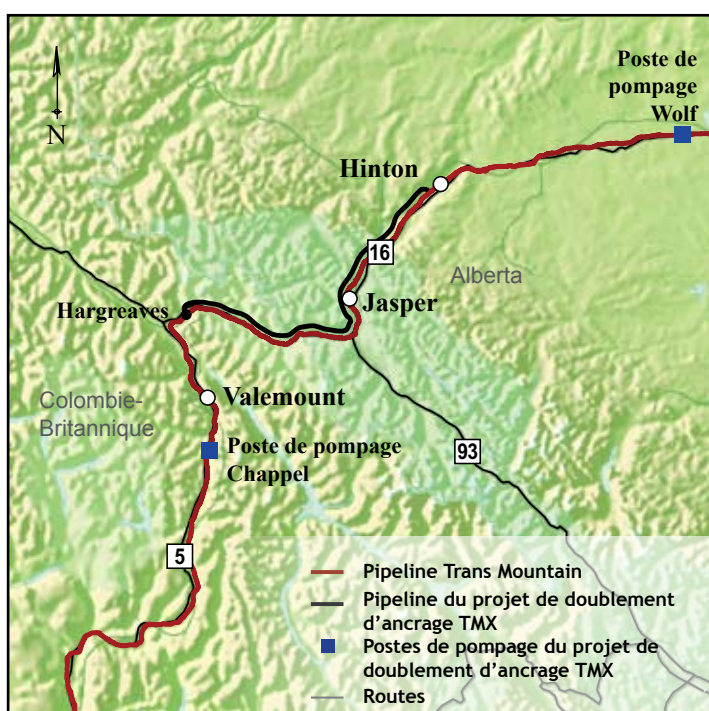 Poste de
pompage
Wolf
N
Hinton
16
Alberta
Jasper
Hargreaves
Valemount
Colombie-
Britannique
Poste de pompage
Chappel
93
5
Pipeline Trans Mountain
Pipeline du projet de doublement
d'ancrage TMX
Postes de pompage du projet de
doublement d'ancrage TMX
Routes